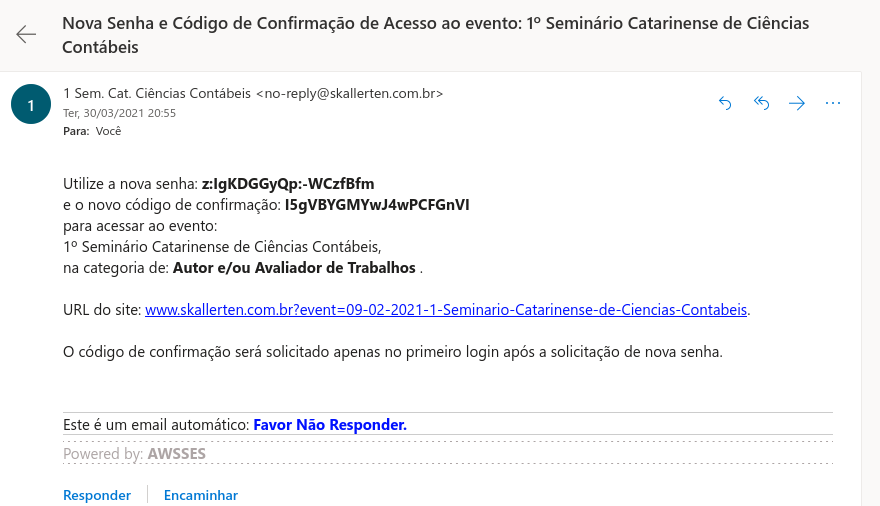 Nova Senha e Código de Confirmação de Acesso ao evento: 1º Seminário Catarinense de Ciências
Contábeis
1
1 Sem. Cat. Ciências Contábeis <no-reply@skallerten.com.br>
Ter, 30/03/2021 20:55
Para: Você
Utilize a nova senha: z:IgKDGGyQp:-WCzfBfm
e o novo código de confirmação: I5gVBYGMYwJ4wPCFGnVI
para acessar ao evento:
1º Seminário Catarinense de Ciências Contábeis,
na categoria de: Autor e/ou Avaliador de Trabalhos .
URL do site: www.skallerten.com.br?event=09-02-2021-1-Seminario-Catarinense-de-Ciencias-Contabeis.
O código de confirmação será solicitado apenas no primeiro login após a solicitação de nova senha.
Este é um email automático: Favor Não Responder.
Powered by: AWSSES
Responder
Encaminhar